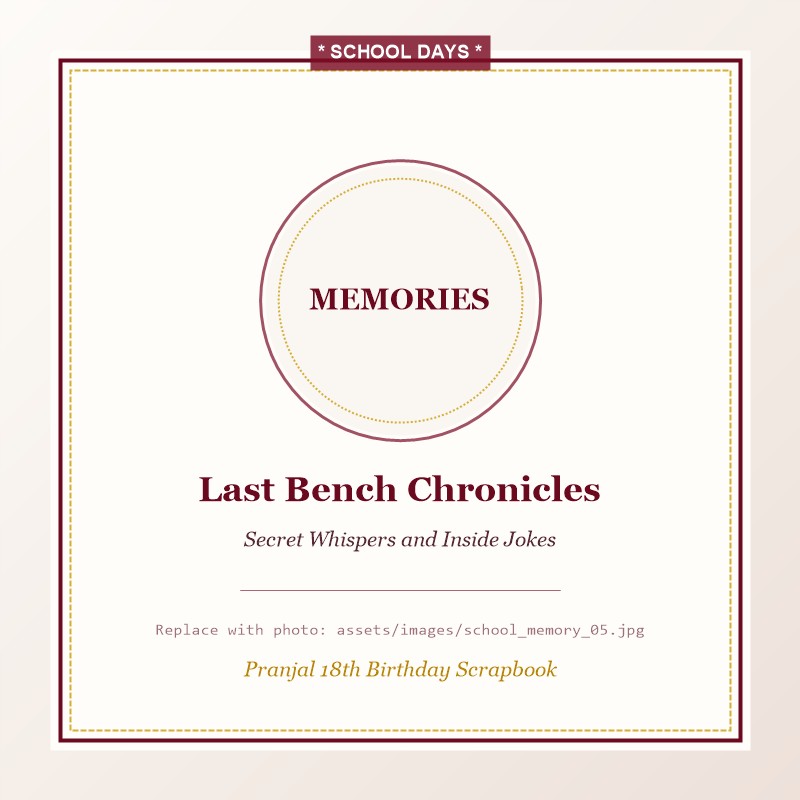 * SCHOOL DAYS *
MEMORIES
Last Bench Chronicles
Secret Whispers and Inside Jokes
Replace with photo: assets/images/school_memory_05.jpg
Pranjal 18th Birthday Scrapbook